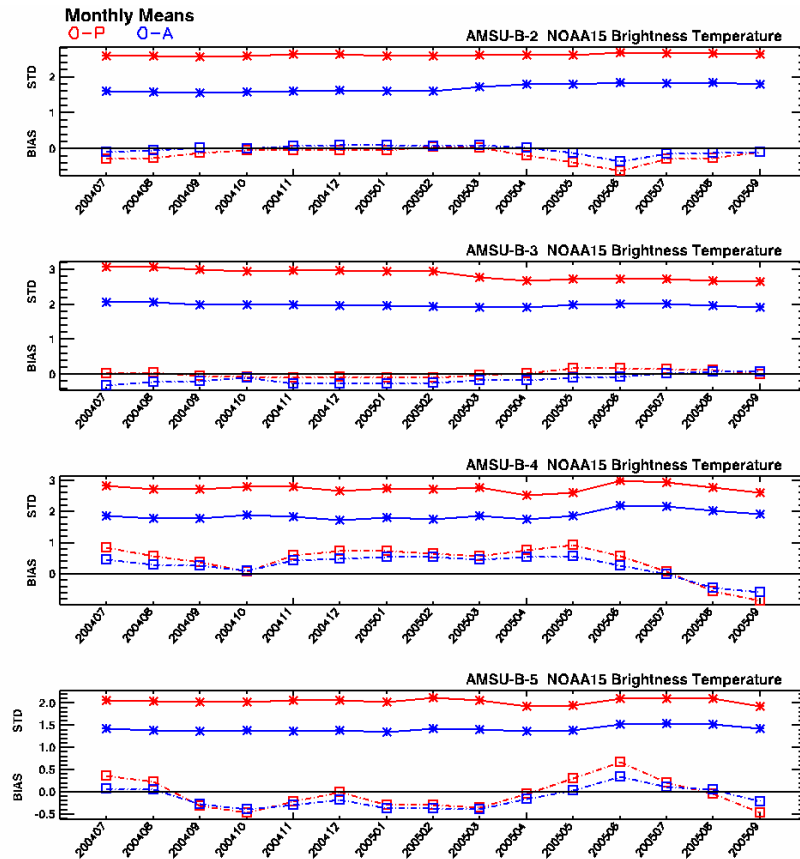 Monthly Means
O-P O-A
AMSU-B-2 NOAA15 Brightness Temperature
STD
BIAS
2
1
0
200407 200408 200409 200410 200411 200412 200501 200502 200503 200504 200505 200506 200507 200508 200509
AMSU-B-3 NOAA15 Brightness Temperature
STD
BIAS
3
2
1
0
200407 200408 200409 200410 200411 200412 200501 200502 200503 200504 200505 200506 200507 200508 200509
AMSU-B-4 NOAA15 Brightness Temperature
STD
BIAS
3
2
1
0
200407 200408 200409 200410 200411 200412 200501 200502 200503 200504 200505 200506 200507 200508 200509
AMSU-B-5 NOAA15 Brightness Temperature
STD
BIAS
2.0
1.5
1.0
0.5
0.0
-0.5
200407 200408 200409 200410 200411 200412 200501 200502 200503 200504 200505 200506 200507 200508 200509